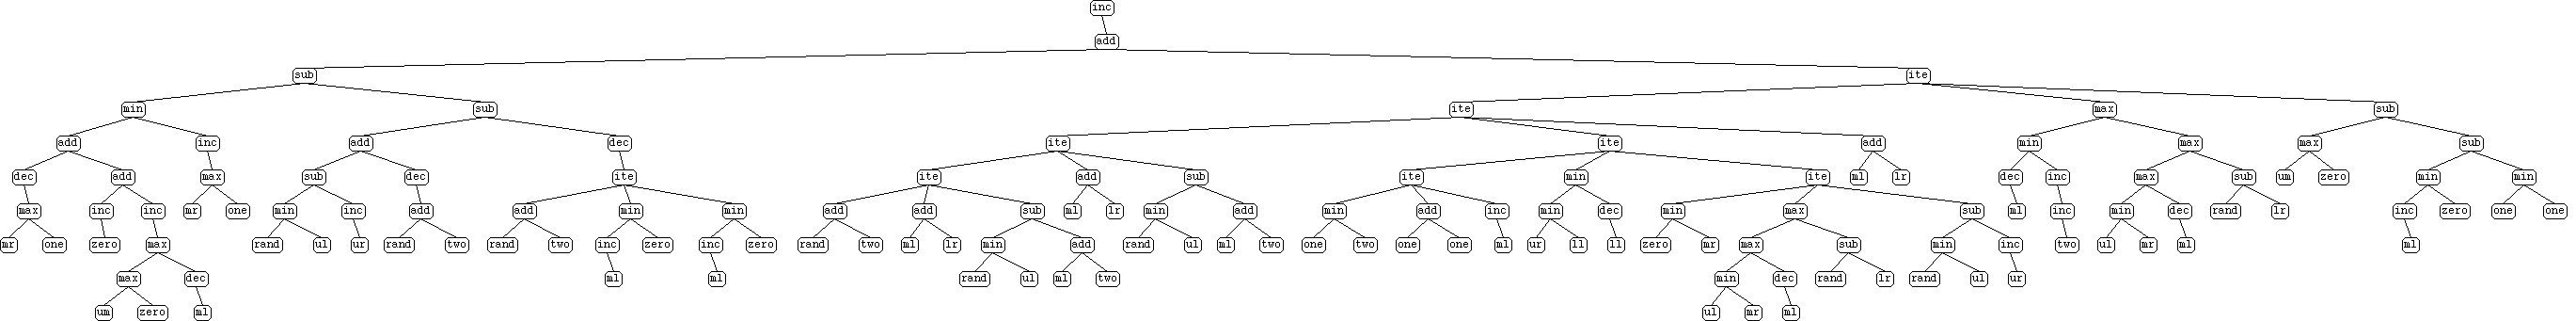 inc
add
sub ite
min sub ite max sub
add inc add dec ite ite add min max max sub
dec add max sub dec ite ite add sub ite min ite ml lr dec inc max sub um zero min min
max inc inc mr one min inc add add min min add add sub ml lr min add min add inc min dec min max sub ml inc min dec rand lr inc zero one one
mr one zero max rand ul ur rand two rand two inc zero inc zero rand two ml lr min add rand ul ml two one two one one ml ur ll ll zero mr max sub min inc two ul mr ml ml
max dec ml ml rand ul ml two min dec rand lr rand ul ur
um zero ml ul mr ml